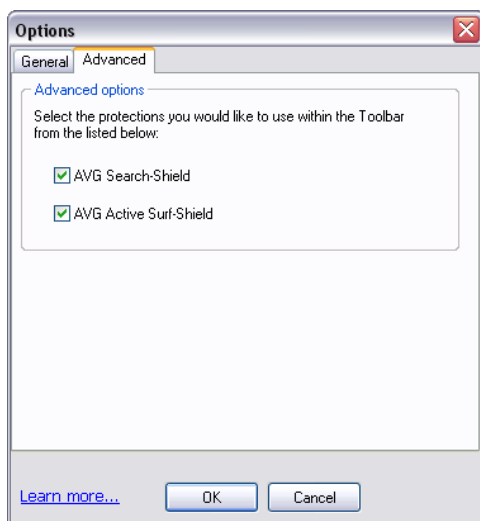 Options
General Advanced
Advanced options
Select the protections you would like to use within the Toolbar
from the listed below:
AVG Search-Shield
AVG Active Surf-Shield
Learn more... OK Cancel